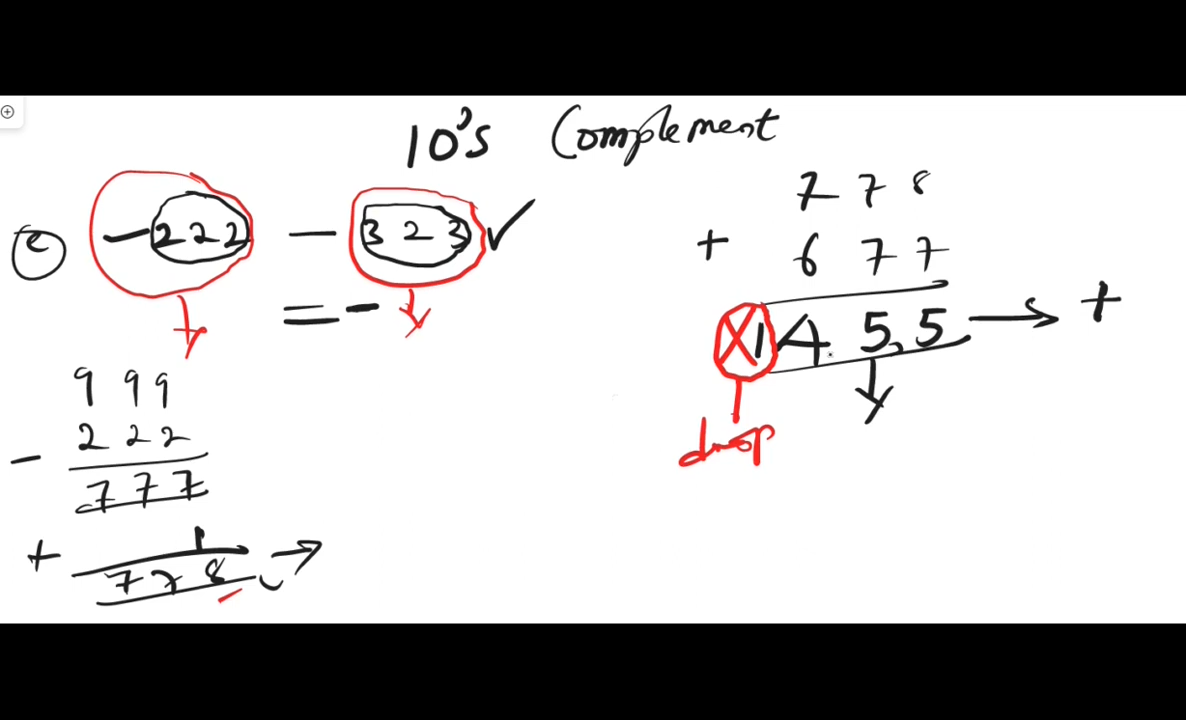 10's Complement
e -222 - 323 ✓
= -
9 9 9
- 2 2 2
7 7 7
+ 1
7 7 8
7 7 8
+ 6 7 7
1 4 5 5 → +
drop